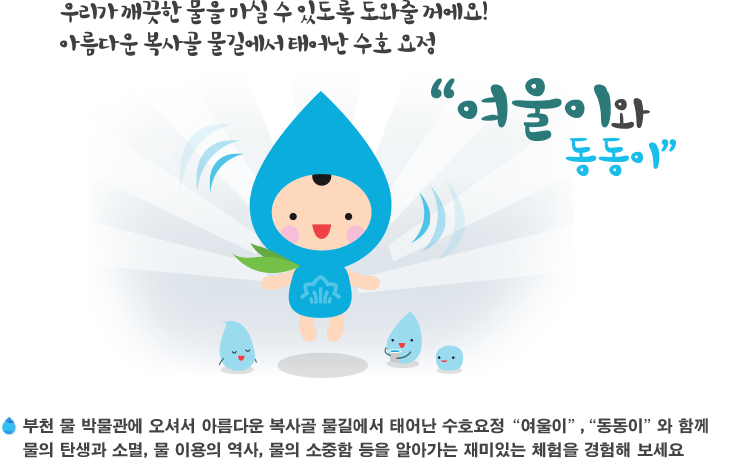 우리가 깨끗한 물을 마실 수 있도록 도와줄 꺼에요!
아름다운 복사골 물길에서 태어난 수호 요정
“여울이와
동동이”
부천 물 박물관에 오셔서 아름다운 복사골 물길에서 태어난 수호요정 “여울이” , “동동이” 와 함께
물의 탄생과 소멸, 물 이용의 역사, 물의 소중함 등을 알아가는 재미있는 체험을 경험해 보세요